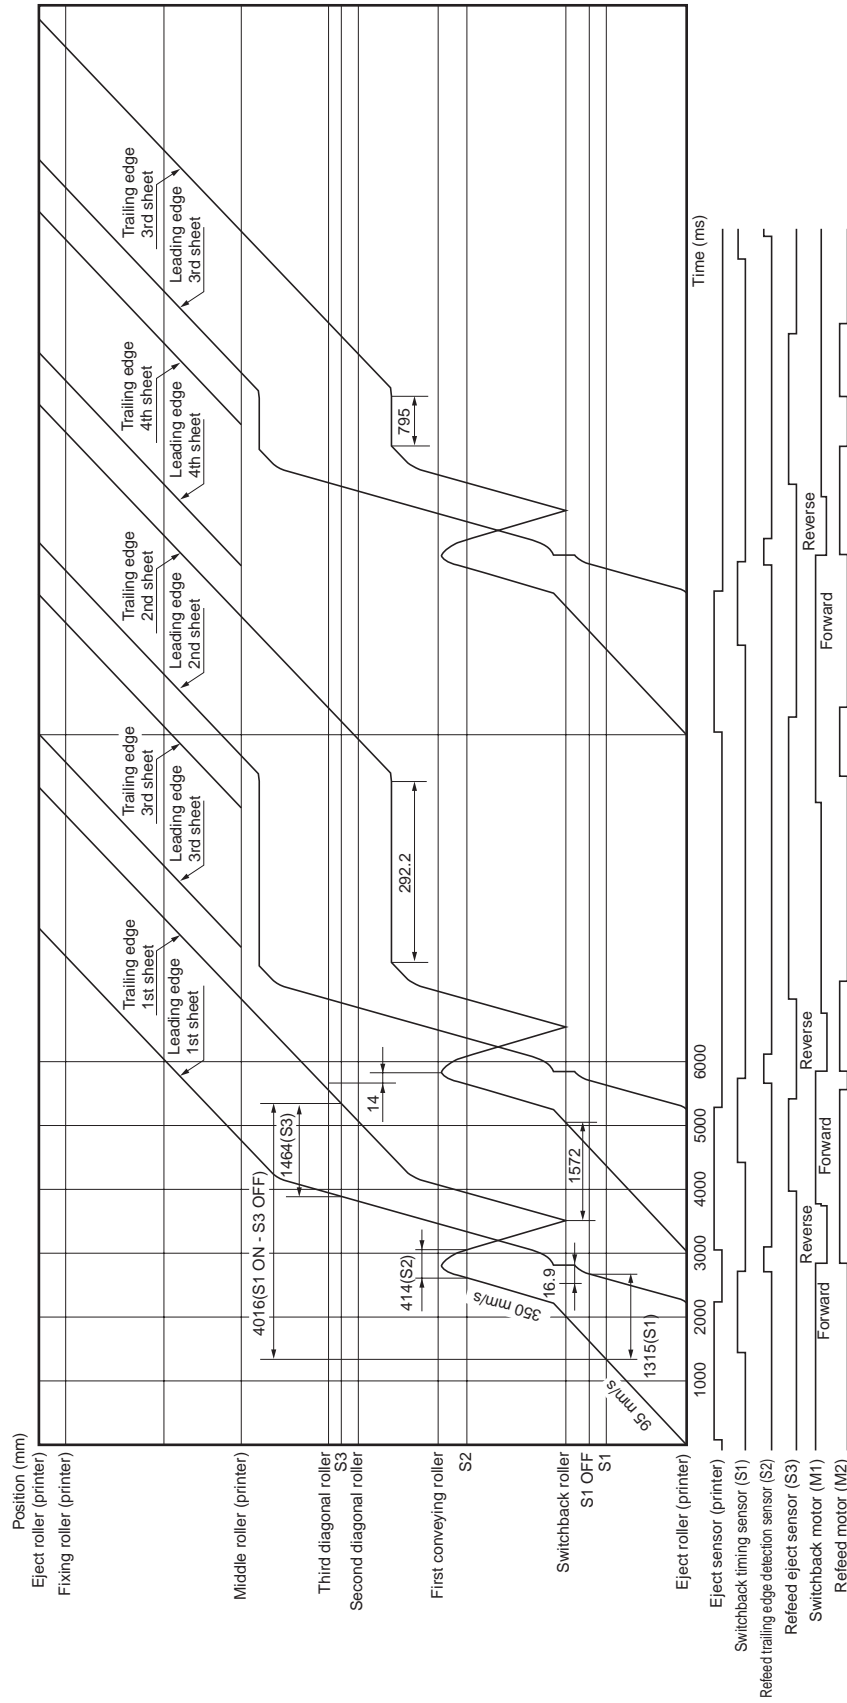 Position (mm)
Eject roller (printer)
Fixing roller (printer)
Middle roller (printer)
Third diagonal roller
S3
Second diagonal roller
First conveying roller
S2
Switchback roller
S1 OFF
S1
Eject roller (printer)
Leading edge
1st sheet
Trailing edge
1st sheet
Leading edge
3rd sheet
Trailing edge
3rd sheet
Leading edge
2nd sheet
Trailing edge
2nd sheet
Leading edge
4th sheet
Trailing edge
4th sheet
Leading edge
3rd sheet
Trailing edge
3rd sheet
4016(S1 ON - S3 OFF)
1464(S3)
14
292.2
795
414(S2)
350 mm/s
16.9
1572
95 mm/s
1315(S1)
1000
2000
3000
4000
5000
6000
Time (ms)
Eject sensor (printer)
Switchback timing sensor (S1)
Refeed trailing edge detection sensor (S2)
Refeed eject sensor (S3)
Switchback motor (M1)
Forward
Reverse
Forward
Reverse
Forward
Reverse
Refeed motor (M2)